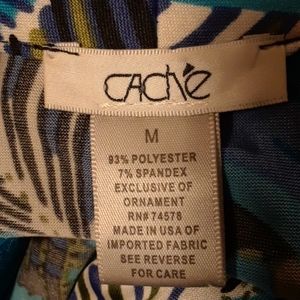 CACHÉ
M
93% POLYESTER
7% SPANDEX
EXCLUSIVE OF
ORNAMENT
RN# 74578
MADE IN USA OF
IMPORTED FABRIC
SEE REVERSE
FOR CARE